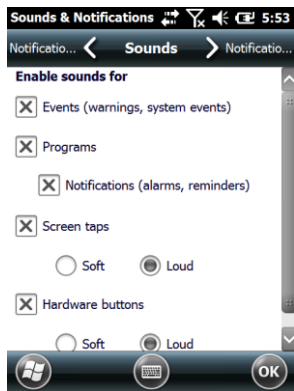 Sounds & Notifications 5:53
Notificatio... Sounds Notificatio...
Enable sounds for
Events (warnings, system events)
Programs
Notifications (alarms, reminders)
Screen taps
Soft Loud
Hardware buttons
Soft Loud
OK